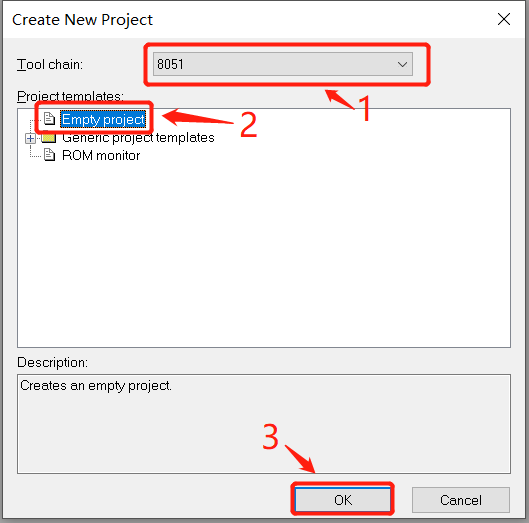 Create New Project
Tool chain:
8051
1
Project templates:
Empty project
2
Generic project templates
ROM monitor
Description:
Creates an empty project.
3
OK
Cancel